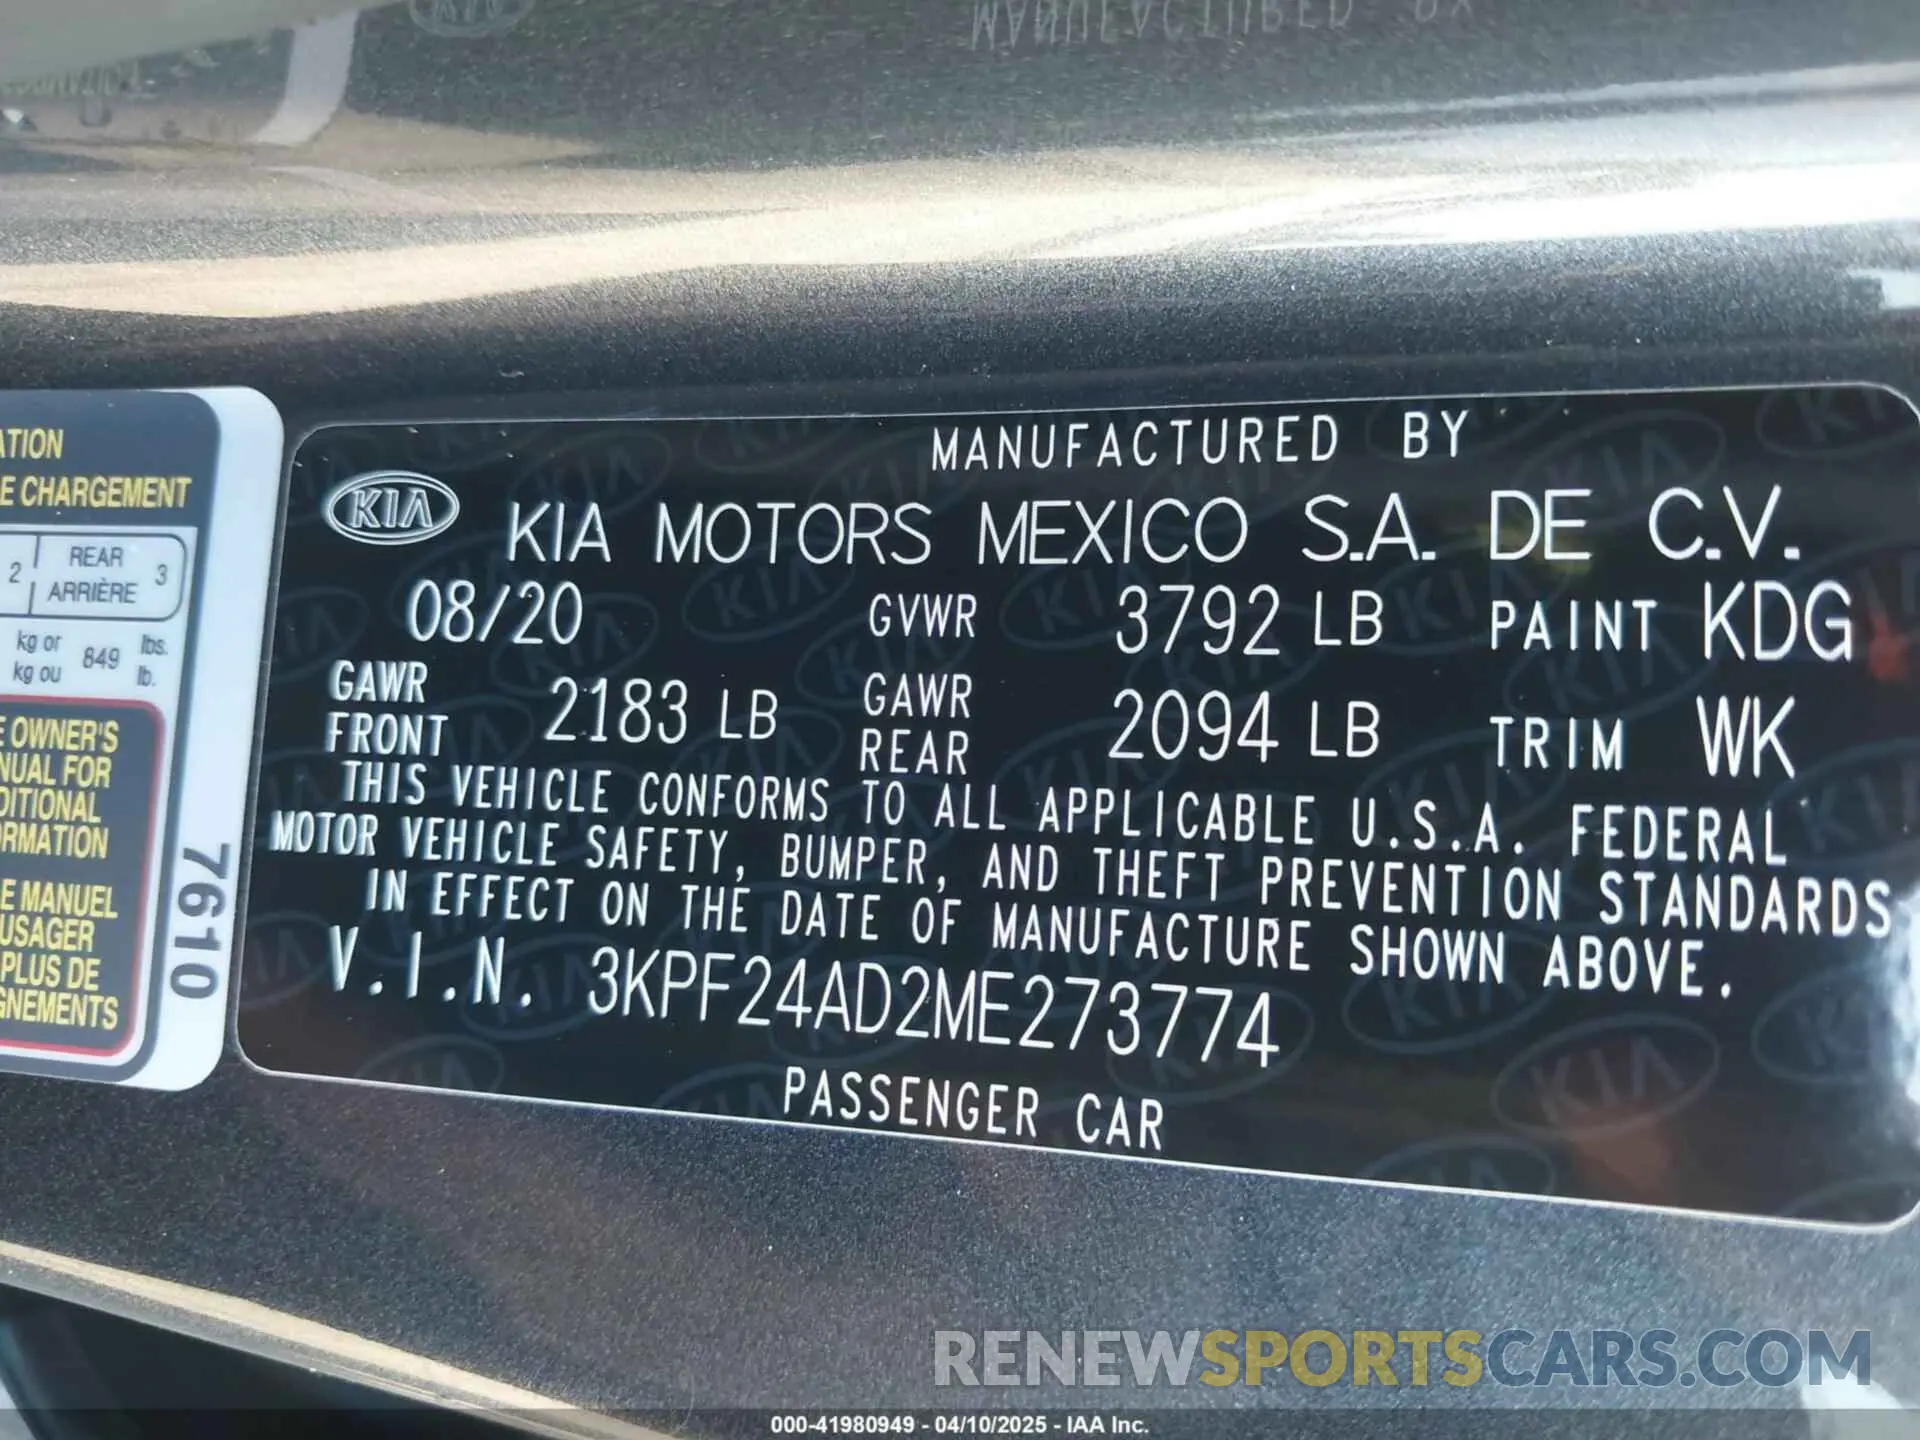 MANUFACTURED BY
KIA KIA MOTORS MEXICO S.A. DE C.V.
08/20 GVWR 3792 LB PAINT KDG
GAWR FRONT 2183 LB GAWR REAR 2094 LB TRIM WK
THIS VEHICLE CONFORMS TO ALL APPLICABLE U.S.A. FEDERAL
MOTOR VEHICLE SAFETY, BUMPER, AND THEFT PREVENTION STANDARDS
IN EFFECT ON THE DATE OF MANUFACTURE SHOWN ABOVE.
V.I.N. 3KPF24AD2ME273774
PASSENGER CAR
ATION
E CHARGEMENT
2 REAR ARRIÈRE 3
kg or 849 lbs.
kg ou lb.
E OWNER'S
NUAL FOR
DITIONAL
ORMATION
E MANUEL
USAGER
PLUS DE
GNEMENTS
7610
RENEWSPORTSCARS.COM
000-41980949 - 04/10/2025 - IAA Inc.